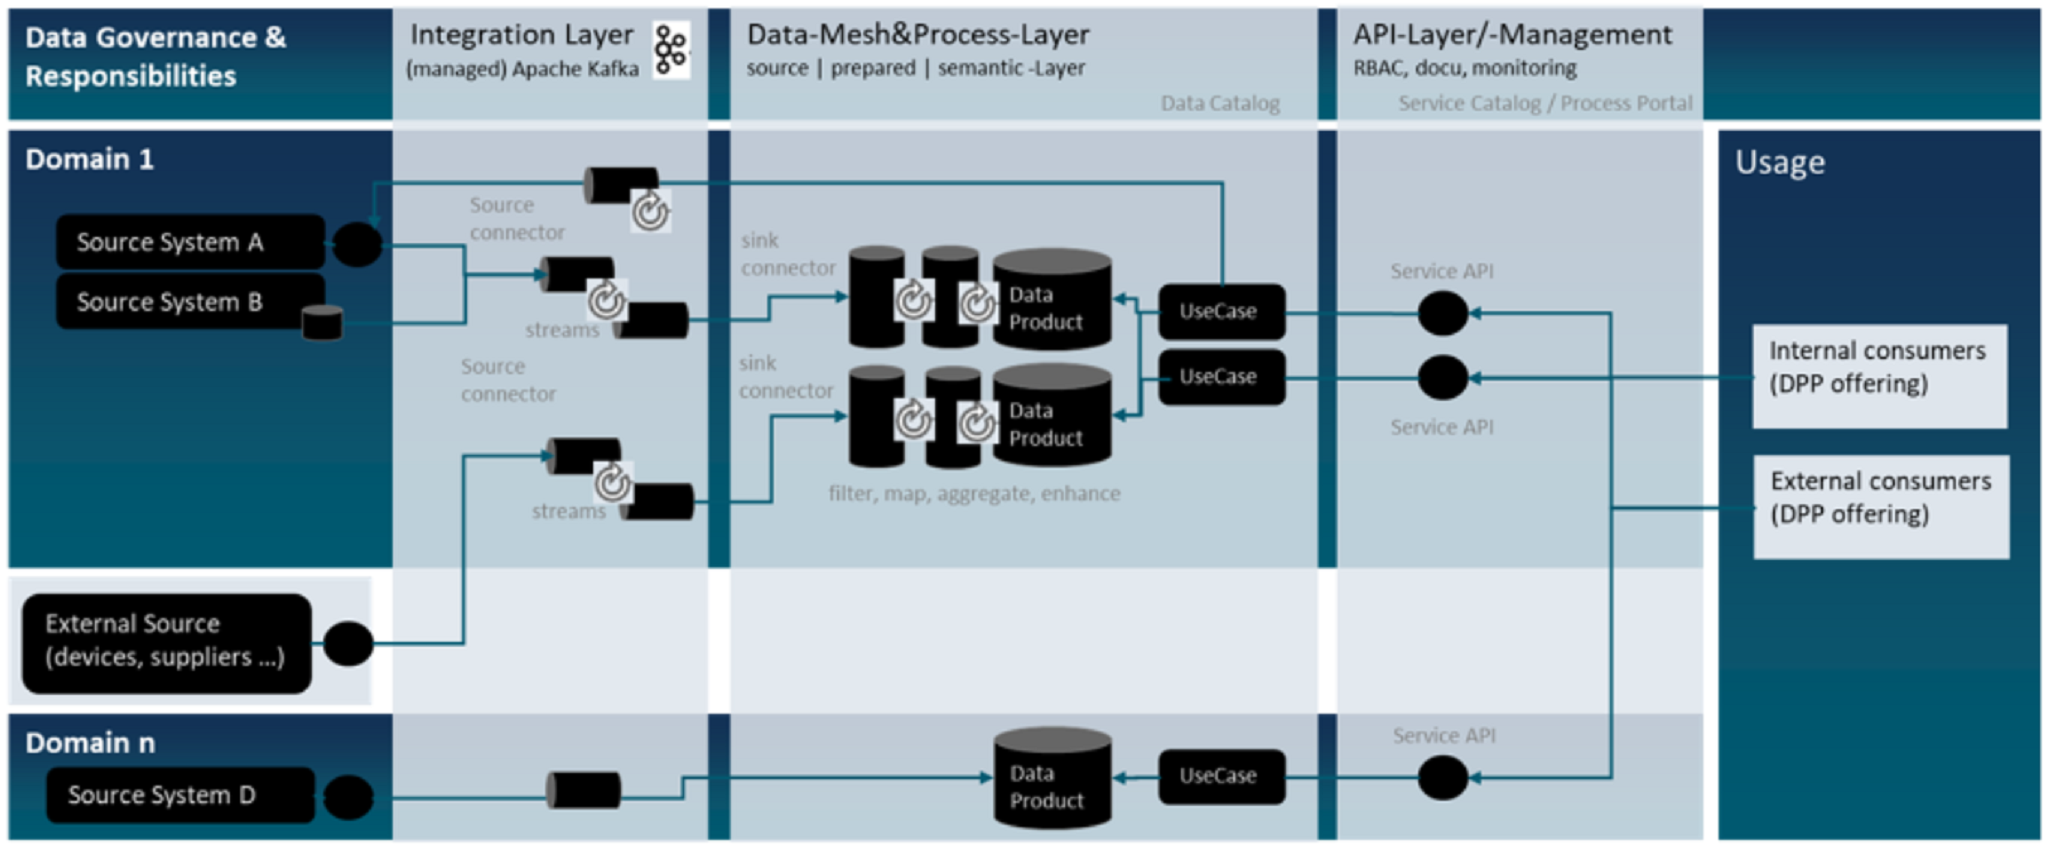 Data Governance &
Responsibilities
Integration Layer
(managed) Apache Kafka
Data-Mesh&Process-Layer
source | prepared | semantic -Layer
Data Catalog
API-Layer/-Management
RBAC, docu, monitoring
Service Catalog / Process Portal
Domain 1
Source System A
Source System B
Source
connector
streams
Source
connector
streams
sink
connector
sink
connector
Data
Product
Data
Product
filter, map, aggregate, enhance
UseCase
UseCase
Service API
Service API
Usage
Internal consumers
(DPP offering)
External consumers
(DPP offering)
External Source
(devices, suppliers ...)
Domain n
Source System D
Data
Product
UseCase
Service API